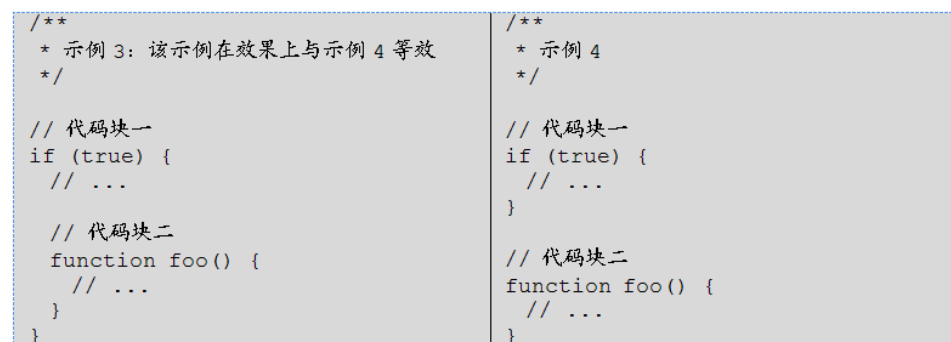 /**
 * 示例 3：该示例在效果上与示例 4 等效
 */
// 代码块一
if (true) {
  // ...
  // 代码块二
  function foo() {
    // ...
  }
}
/**
 * 示例 4
 */
// 代码块一
if (true) {
  // ...
}
// 代码块二
function foo() {
  // ...
}